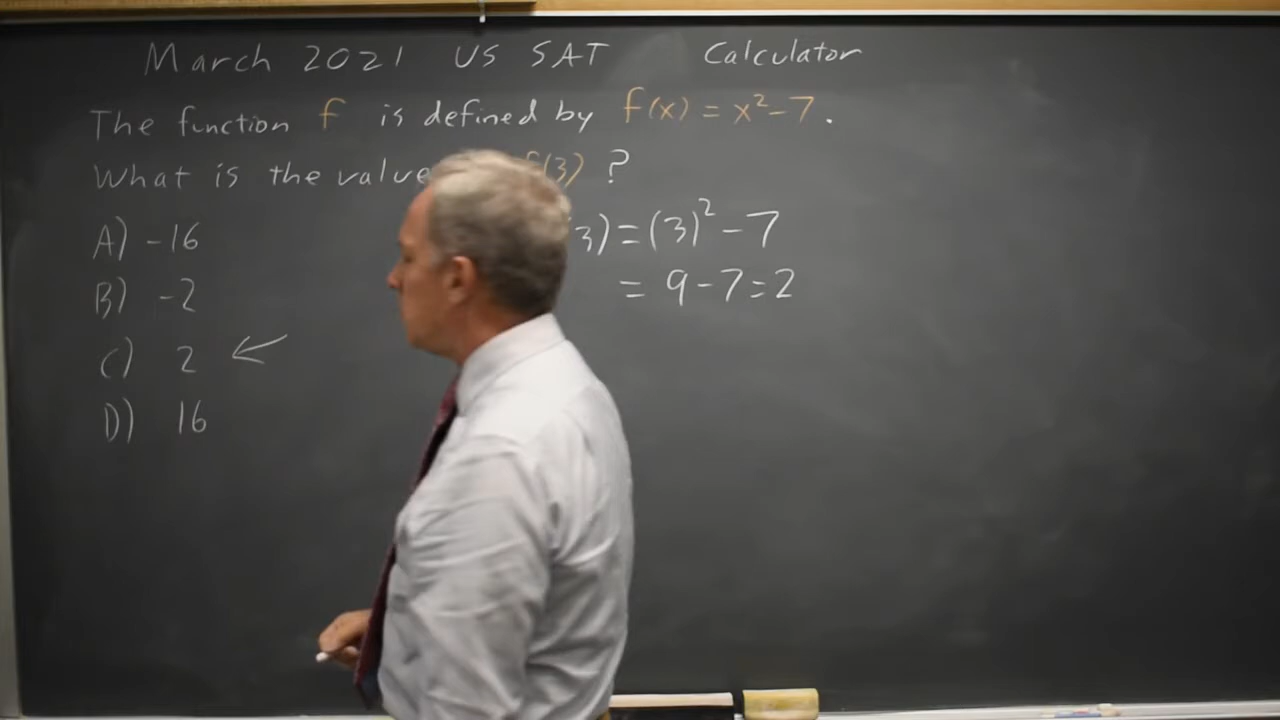 March 2021 US SAT Calculator
The function f is defined by f(x) = x²-7.
What is the value f(3) ?
A) -16
B) -2
C) 2 ←
D) 16
3) = (3)² - 7
= 9 - 7 = 2